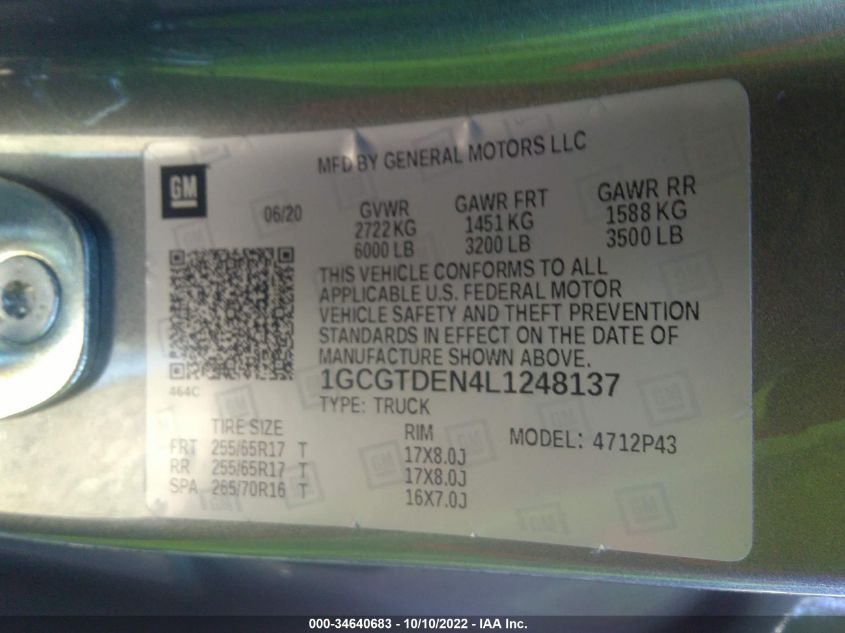 MFD BY GENERAL MOTORS LLC
GM
06/20
GVWR GAWR FRT GAWR RR
2722 KG 1451 KG 1588 KG
6000 LB 3200 LB 3500 LB
THIS VEHICLE CONFORMS TO ALL
APPLICABLE U.S. FEDERAL MOTOR
VEHICLE SAFETY AND THEFT PREVENTION
STANDARDS IN EFFECT ON THE DATE OF
MANUFACTURE SHOWN ABOVE.
464C
1GCGTDEN4L1248137
TYPE: TRUCK
TIRE SIZE RIM MODEL: 4712P43
FRT 255/65R17 T 17X8.0J
RR 255/65R17 T 17X8.0J
SPA 265/70R16 T 16X7.0J
000-34640683 - 10/10/2022 - IAA Inc.